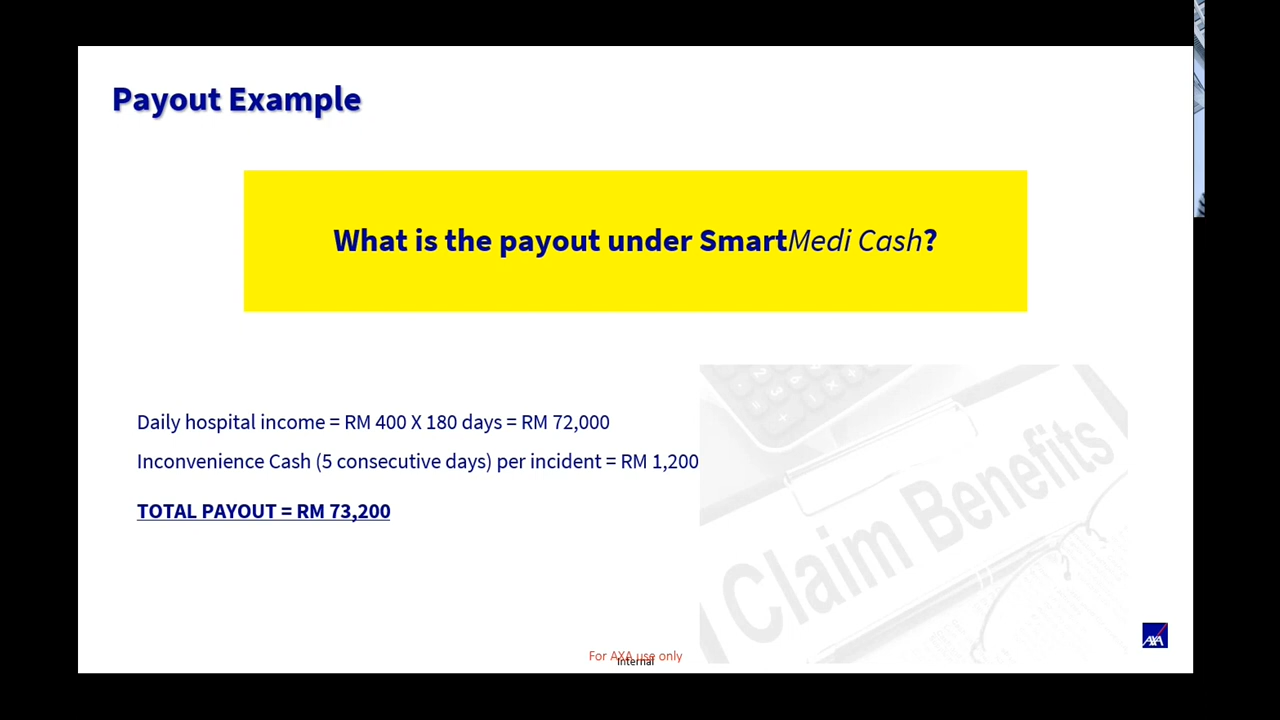 Payout Example
What is the payout under SmartMedi Cash?
Daily hospital income = RM 400 X 180 days = RM 72,000
Inconvenience Cash (5 consecutive days) per incident = RM 1,200
TOTAL PAYOUT = RM 73,200
Claim Benefits
AXA
For AXA use only
Internal